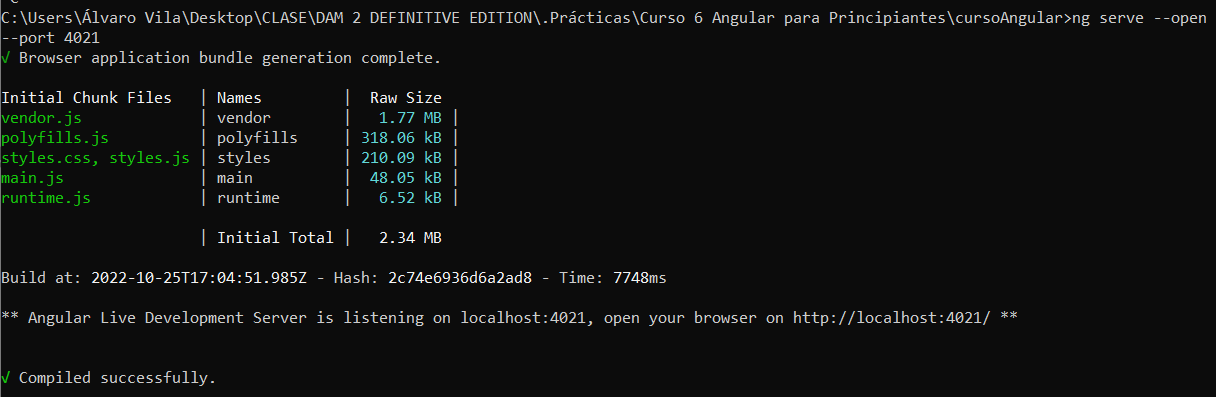 C:\Users\Álvaro Vila\Desktop\CLASE\DAM 2 DEFINITIVE EDITION\.Prácticas\Curso 6 Angular para Principiantes\cursoAngular>ng serve --open
--port 4021
√ Browser application bundle generation complete.
Initial Chunk Files | Names | Raw Size
vendor.js | vendor | 1.77 MB |
polyfills.js | polyfills | 318.06 kB |
styles.css, styles.js | styles | 210.09 kB |
main.js | main | 48.05 kB |
runtime.js | runtime | 6.52 kB |
| Initial Total | 2.34 MB
Build at: 2022-10-25T17:04:51.985Z - Hash: 2c74e6936d6a2ad8 - Time: 7748ms
** Angular Live Development Server is listening on localhost:4021, open your browser on http://localhost:4021/ **
√ Compiled successfully.